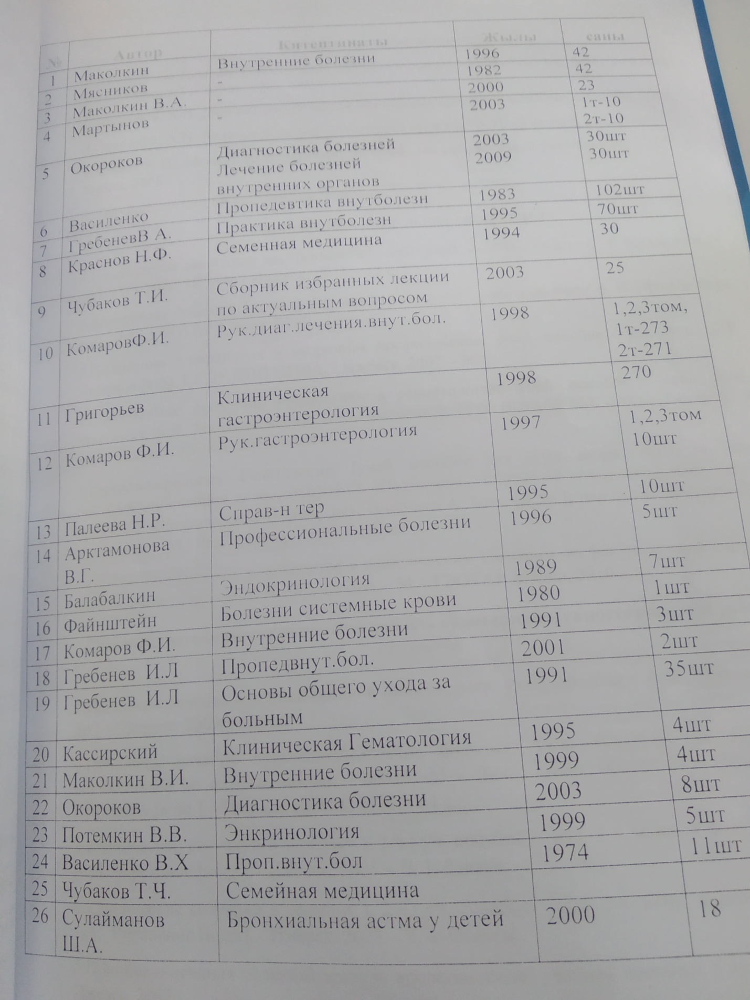 № Автор Китептинаты Жылы саны
1 Маколкин Внутренние болезни 1996 42
2 Мясников - 1982 42
3 Маколкин В.А. - 2000 23
4 Мартынов - 2003 1т-10
2т-10
5 Окороков Диагностика болезней 2003 30шт
Лечение болезней 2009 30шт
внутренних органов
6 Василенко Пропедевтика внутболезн 1983 102шт
7 ГребеневВ А. Практика внутболезн 1995 70шт
8 Краснов Н.Ф. Семенная медицина 1994 30
9 Чубаков Т.И. Сборник избранных лекции 2003 25
по актуальным вопросом
10 КомаровФ.И. Рук.диаг.лечения.внут.бол. 1998 1,2,3том,
1т-273
2т-271
11 Григорьев Клиническая 1998 270
гастроэнтерология
12 Комаров Ф.И. Рук.гастроэнтерология 1997 1,2,3том
10шт
13 Палеева Н.Р. Справ-н тер 1995 10шт
14 Арктамонова Профессиональные болезни 1996 5шт
В.Г.
15 Балабалкин Эндокринология 1989 7шт
16 Файнштейн Болезни системные крови 1980 1шт
17 Комаров Ф.И. Внутренние болезни 1991 3шт
18 Гребенев И.Л Пропедвнут.бол. 2001 2шт
19 Гребенев И.Л Основы общего ухода за 1991 35шт
больным
20 Кассирский Клиническая Гематология 1995 4шт
21 Маколкин В.И. Внутренние болезни 1999 4шт
22 Окороков Диагностика болезни 2003 8шт
23 Потемкин В.В. Энкринология 1999 5шт
24 Василенко В.Х Проп.внут.бол 1974 11шт
25 Чубаков Т.Ч. Семейная медицина
26 Сулайманов Бронхиальная астма у детей 2000 18
Ш.А.